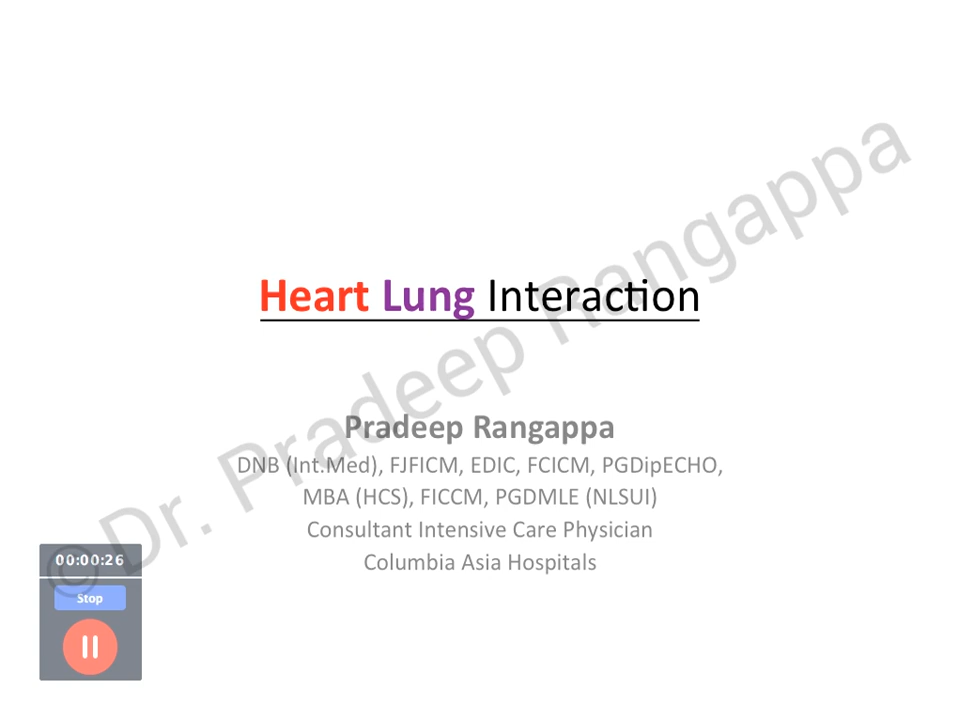 Heart Lung Interaction
Pradeep Rangappa
DNB (Int.Med), FJFICM, EDIC, FCICM, PGDipECHO,
MBA (HCS), FICCM, PGDMLE (NLSUI)
Consultant Intensive Care Physician
Columbia Asia Hospitals
© Dr. Pradeep Rangappa
00:00:26
Stop